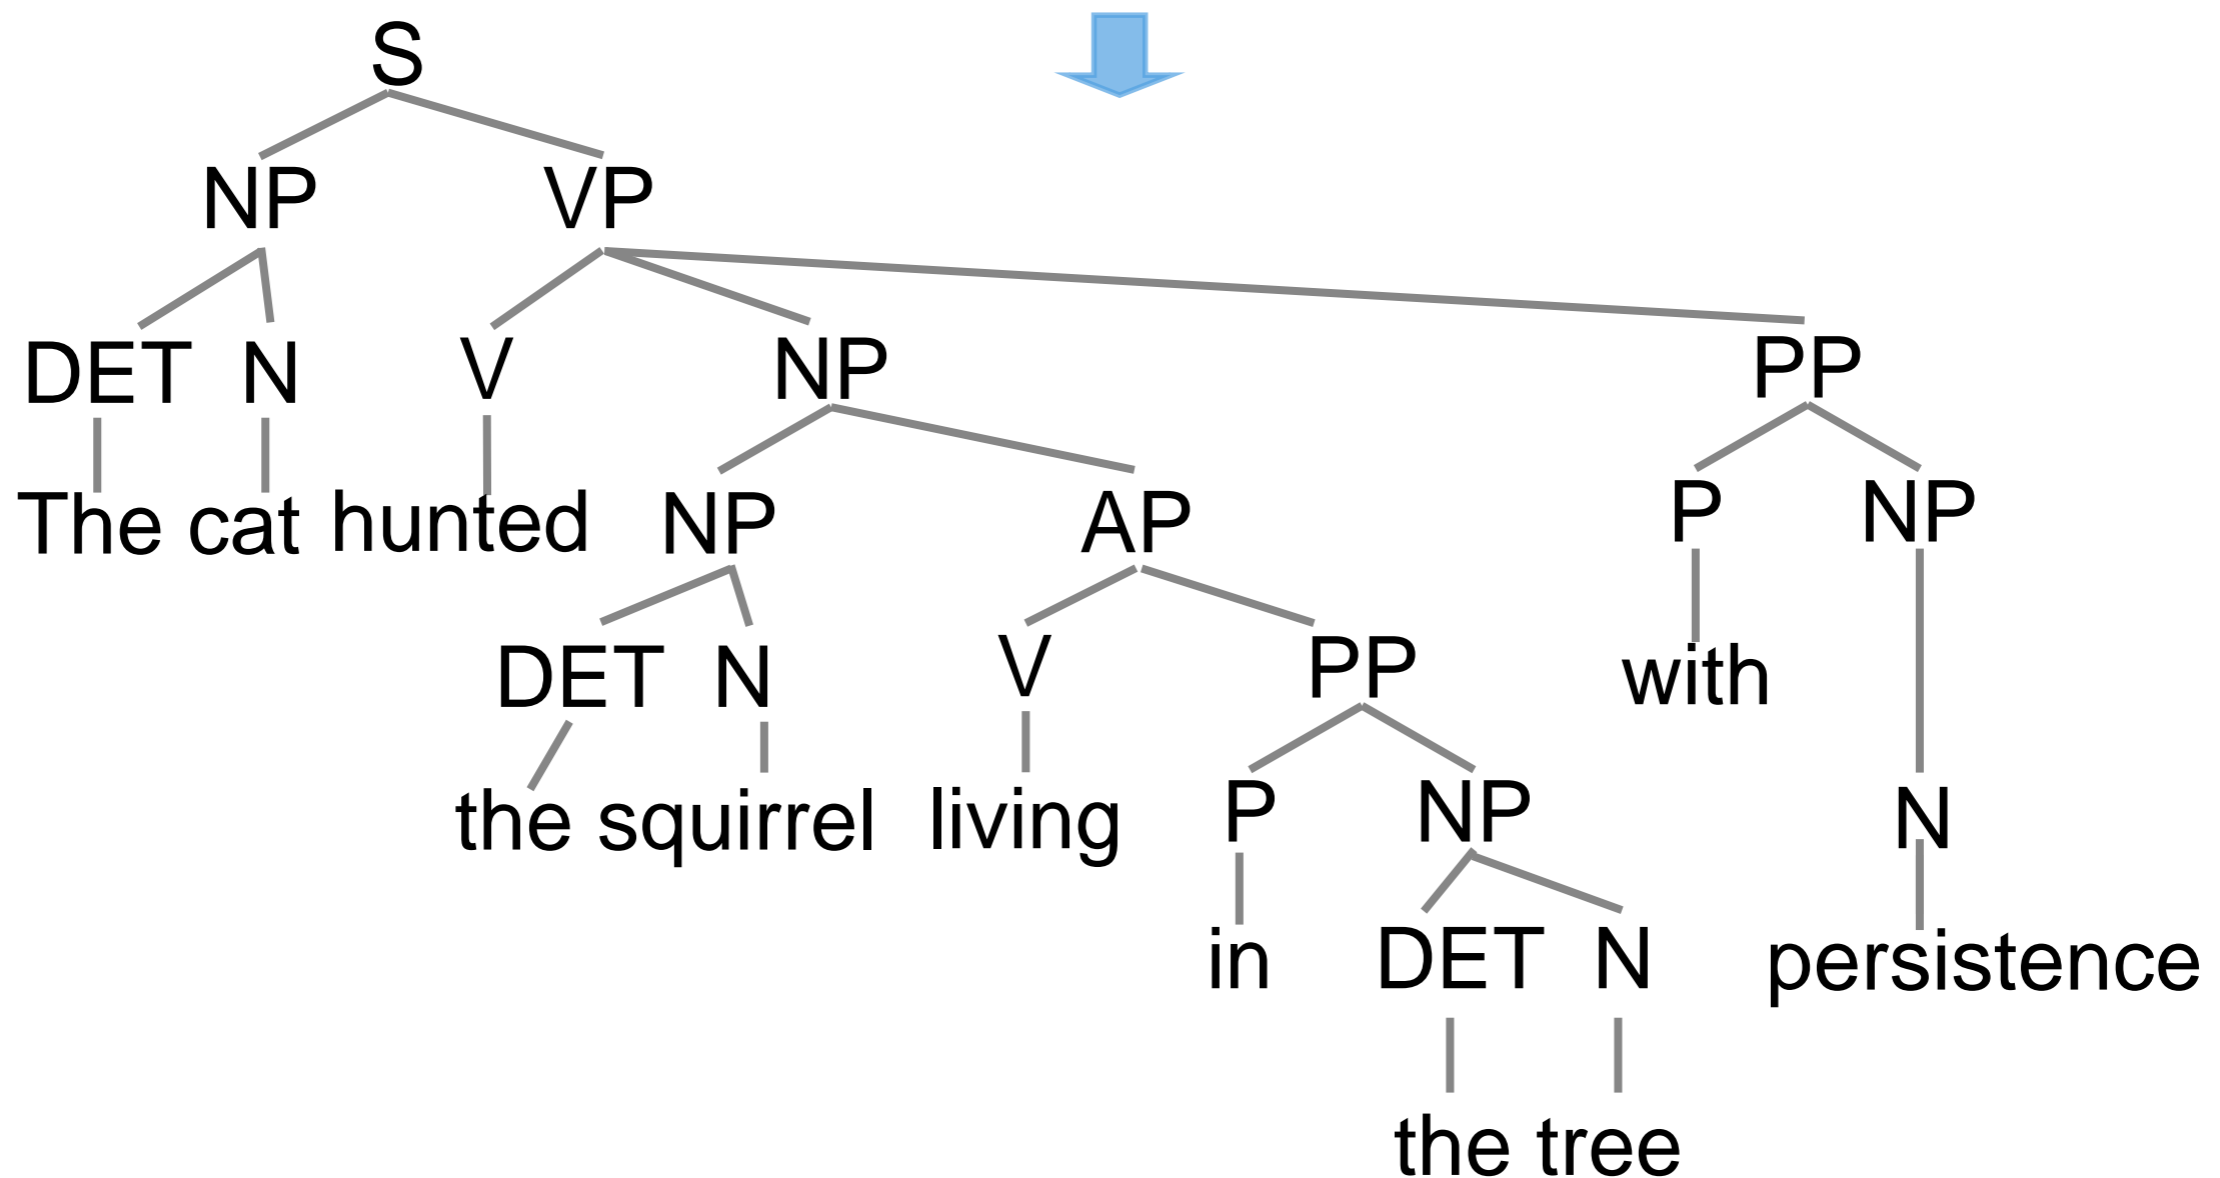 S
NP VP
DET N V NP PP
The cat hunted NP AP P NP
DET N V PP with
the squirrel living P NP N
in DET N persistence
the tree